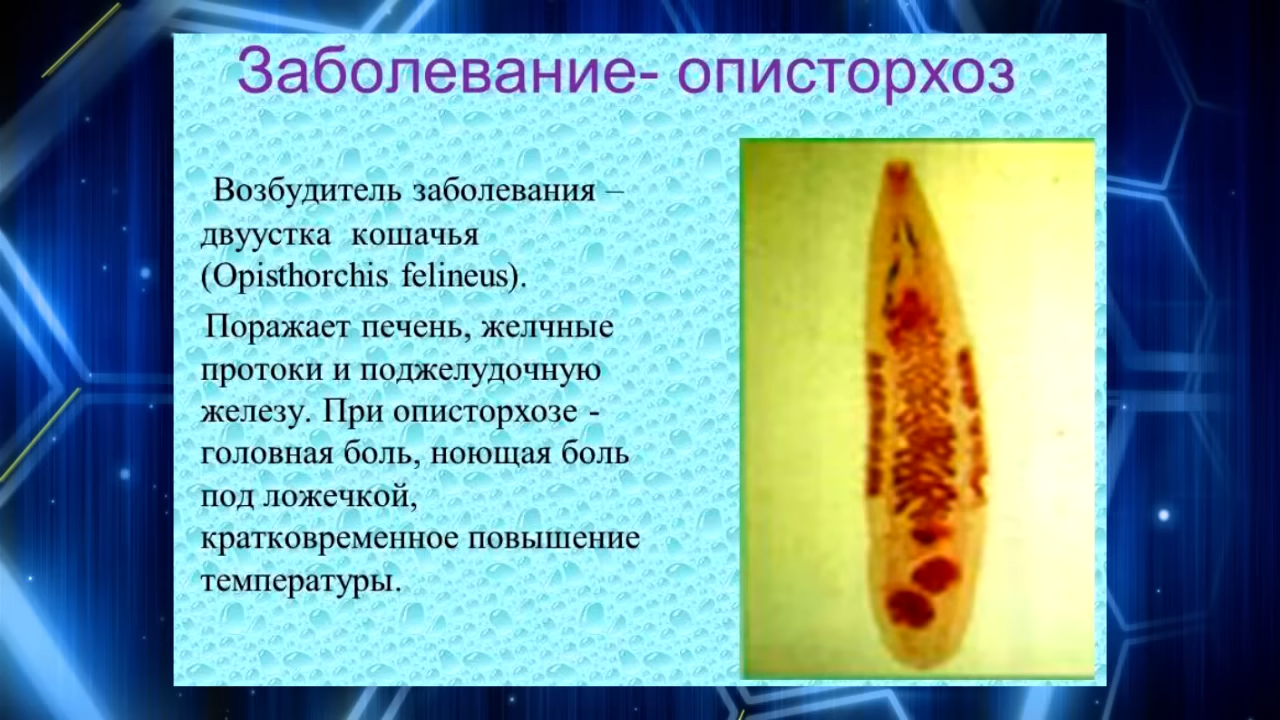 Заболевание- описторхоз
Возбудитель заболевания –
двуустка кошачья
(Opisthorchis felineus).
Поражает печень, желчные
протоки и поджелудочную
железу. При описторхозе -
головная боль, ноющая боль
под ложечкой,
кратковременное повышение
температуры.